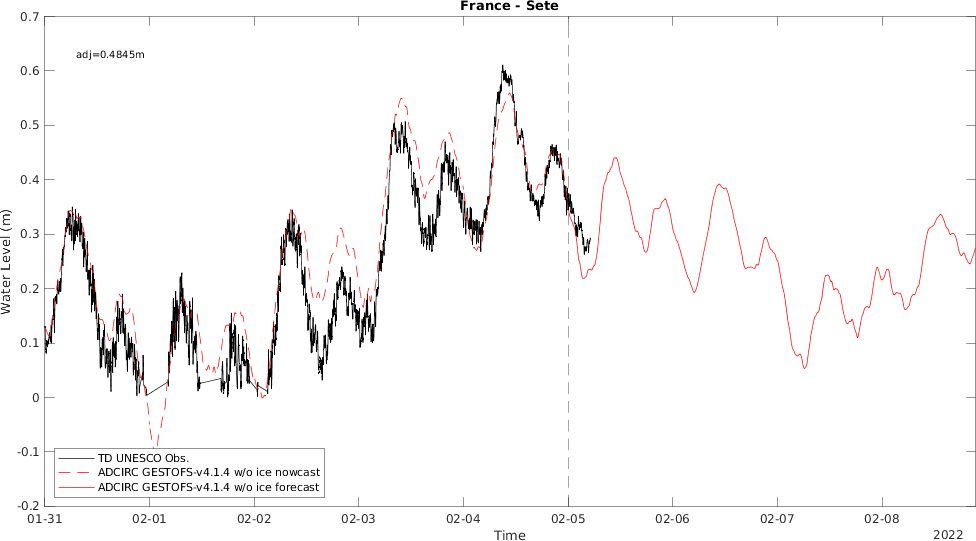 France - Sete
adj=0.4845m
0.7
0.6
0.5
0.4
0.3
0.2
0.1
0
-0.1
-0.2
Water Level (m)
TD UNESCO Obs.
ADCIRC GESTOFS-v4.1.4 w/o ice nowcast
ADCIRC GESTOFS-v4.1.4 w/o ice forecast
01-31 02-01 02-02 02-03 02-04 02-05 02-06 02-07 02-08
Time
2022